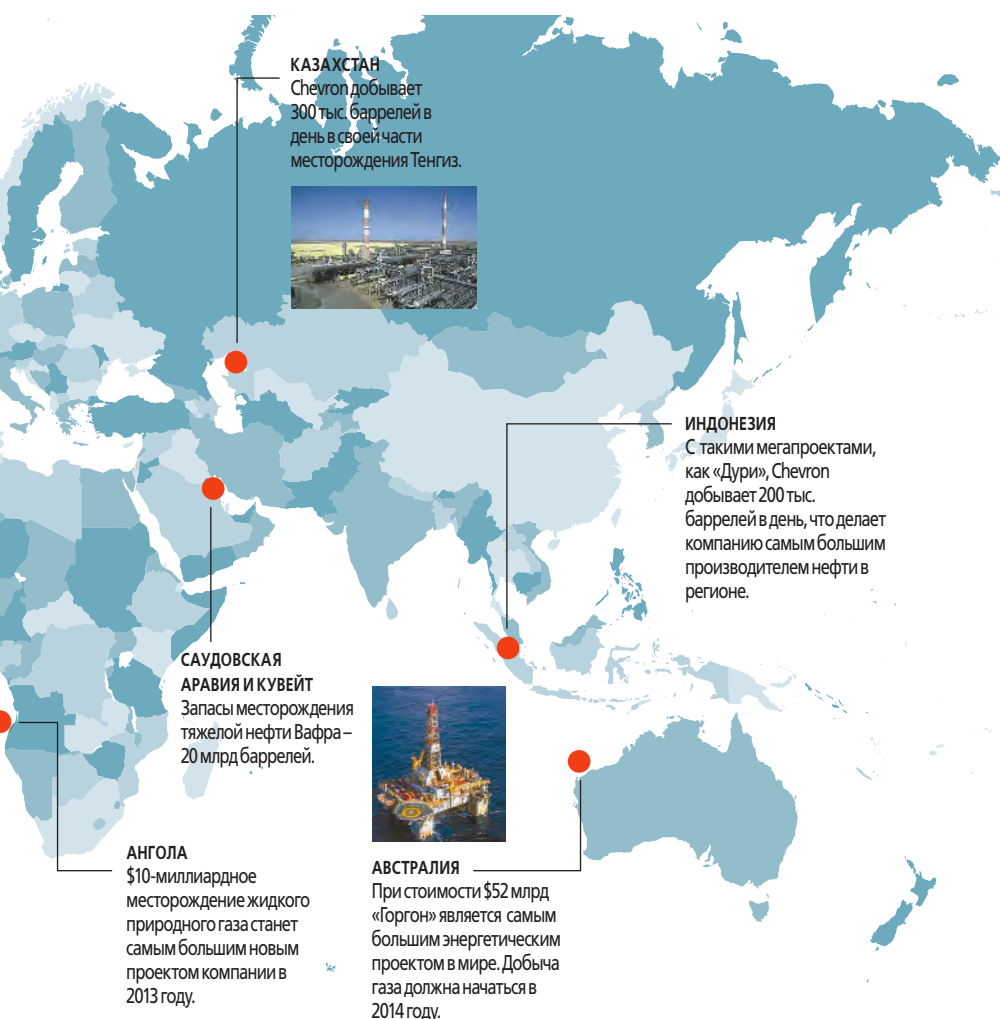 КАЗАХСТАН
Chevron добывает
300 тыс. баррелей в
день в своей части
месторождения Тенгиз.
ИНДОНЕЗИЯ
С такими мегапроектами,
как «Дури», Chevron
добывает 200 тыс.
баррелей в день, что делает
компанию самым большим
производителем нефти в
регионе.
САУДОВСКАЯ
АРАВИЯ И КУВЕЙТ
Запасы месторождения
тяжелой нефти Вафра –
20 млрд баррелей.
АНГОЛА
$10-миллиардное
месторождение жидкого
природного газа станет
самым большим новым
проектом компании в
2013 году.
АВСТРАЛИЯ
При стоимости $52 млрд
«Горгон» является самым
большим энергетическим
проектом в мире. Добыча
газа должна начаться в
2014 году.